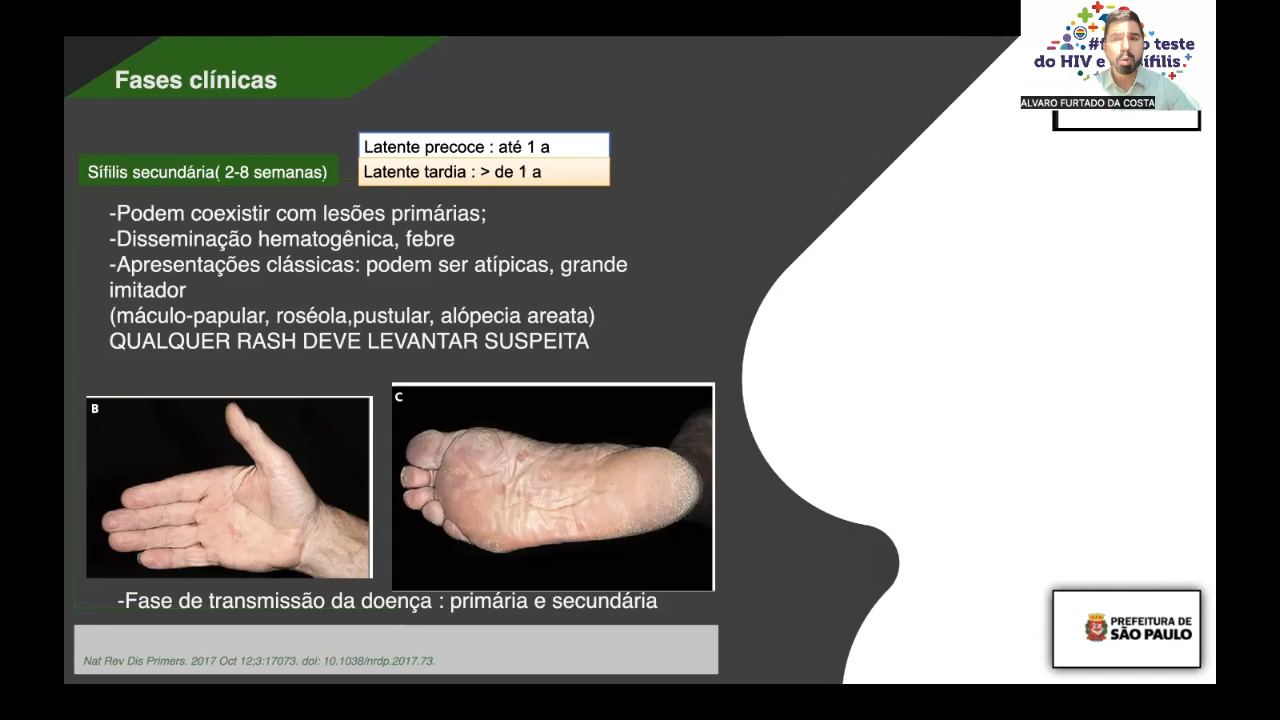 Fases clínicas
Latente precoce : até 1 a
Sífilis secundária( 2-8 semanas)
Latente tardia : > de 1 a
-Podem coexistir com lesões primárias;
-Disseminação hematogênica, febre
-Apresentações clássicas: podem ser atípicas, grande
imitador
(máculo-papular, roséola,pustular, alópecia areata)
QUALQUER RASH DEVE LEVANTAR SUSPEITA
B
C
-Fase de transmissão da doença : primária e secundária
Nat Rev Dis Primers. 2017 Oct 12;3:17073. doi: 10.1038/nrdp.2017.73.
teste
do HIV e
ALVARO FURTADO DA COSTA
PREFEITURA DE
SÃO PAULO